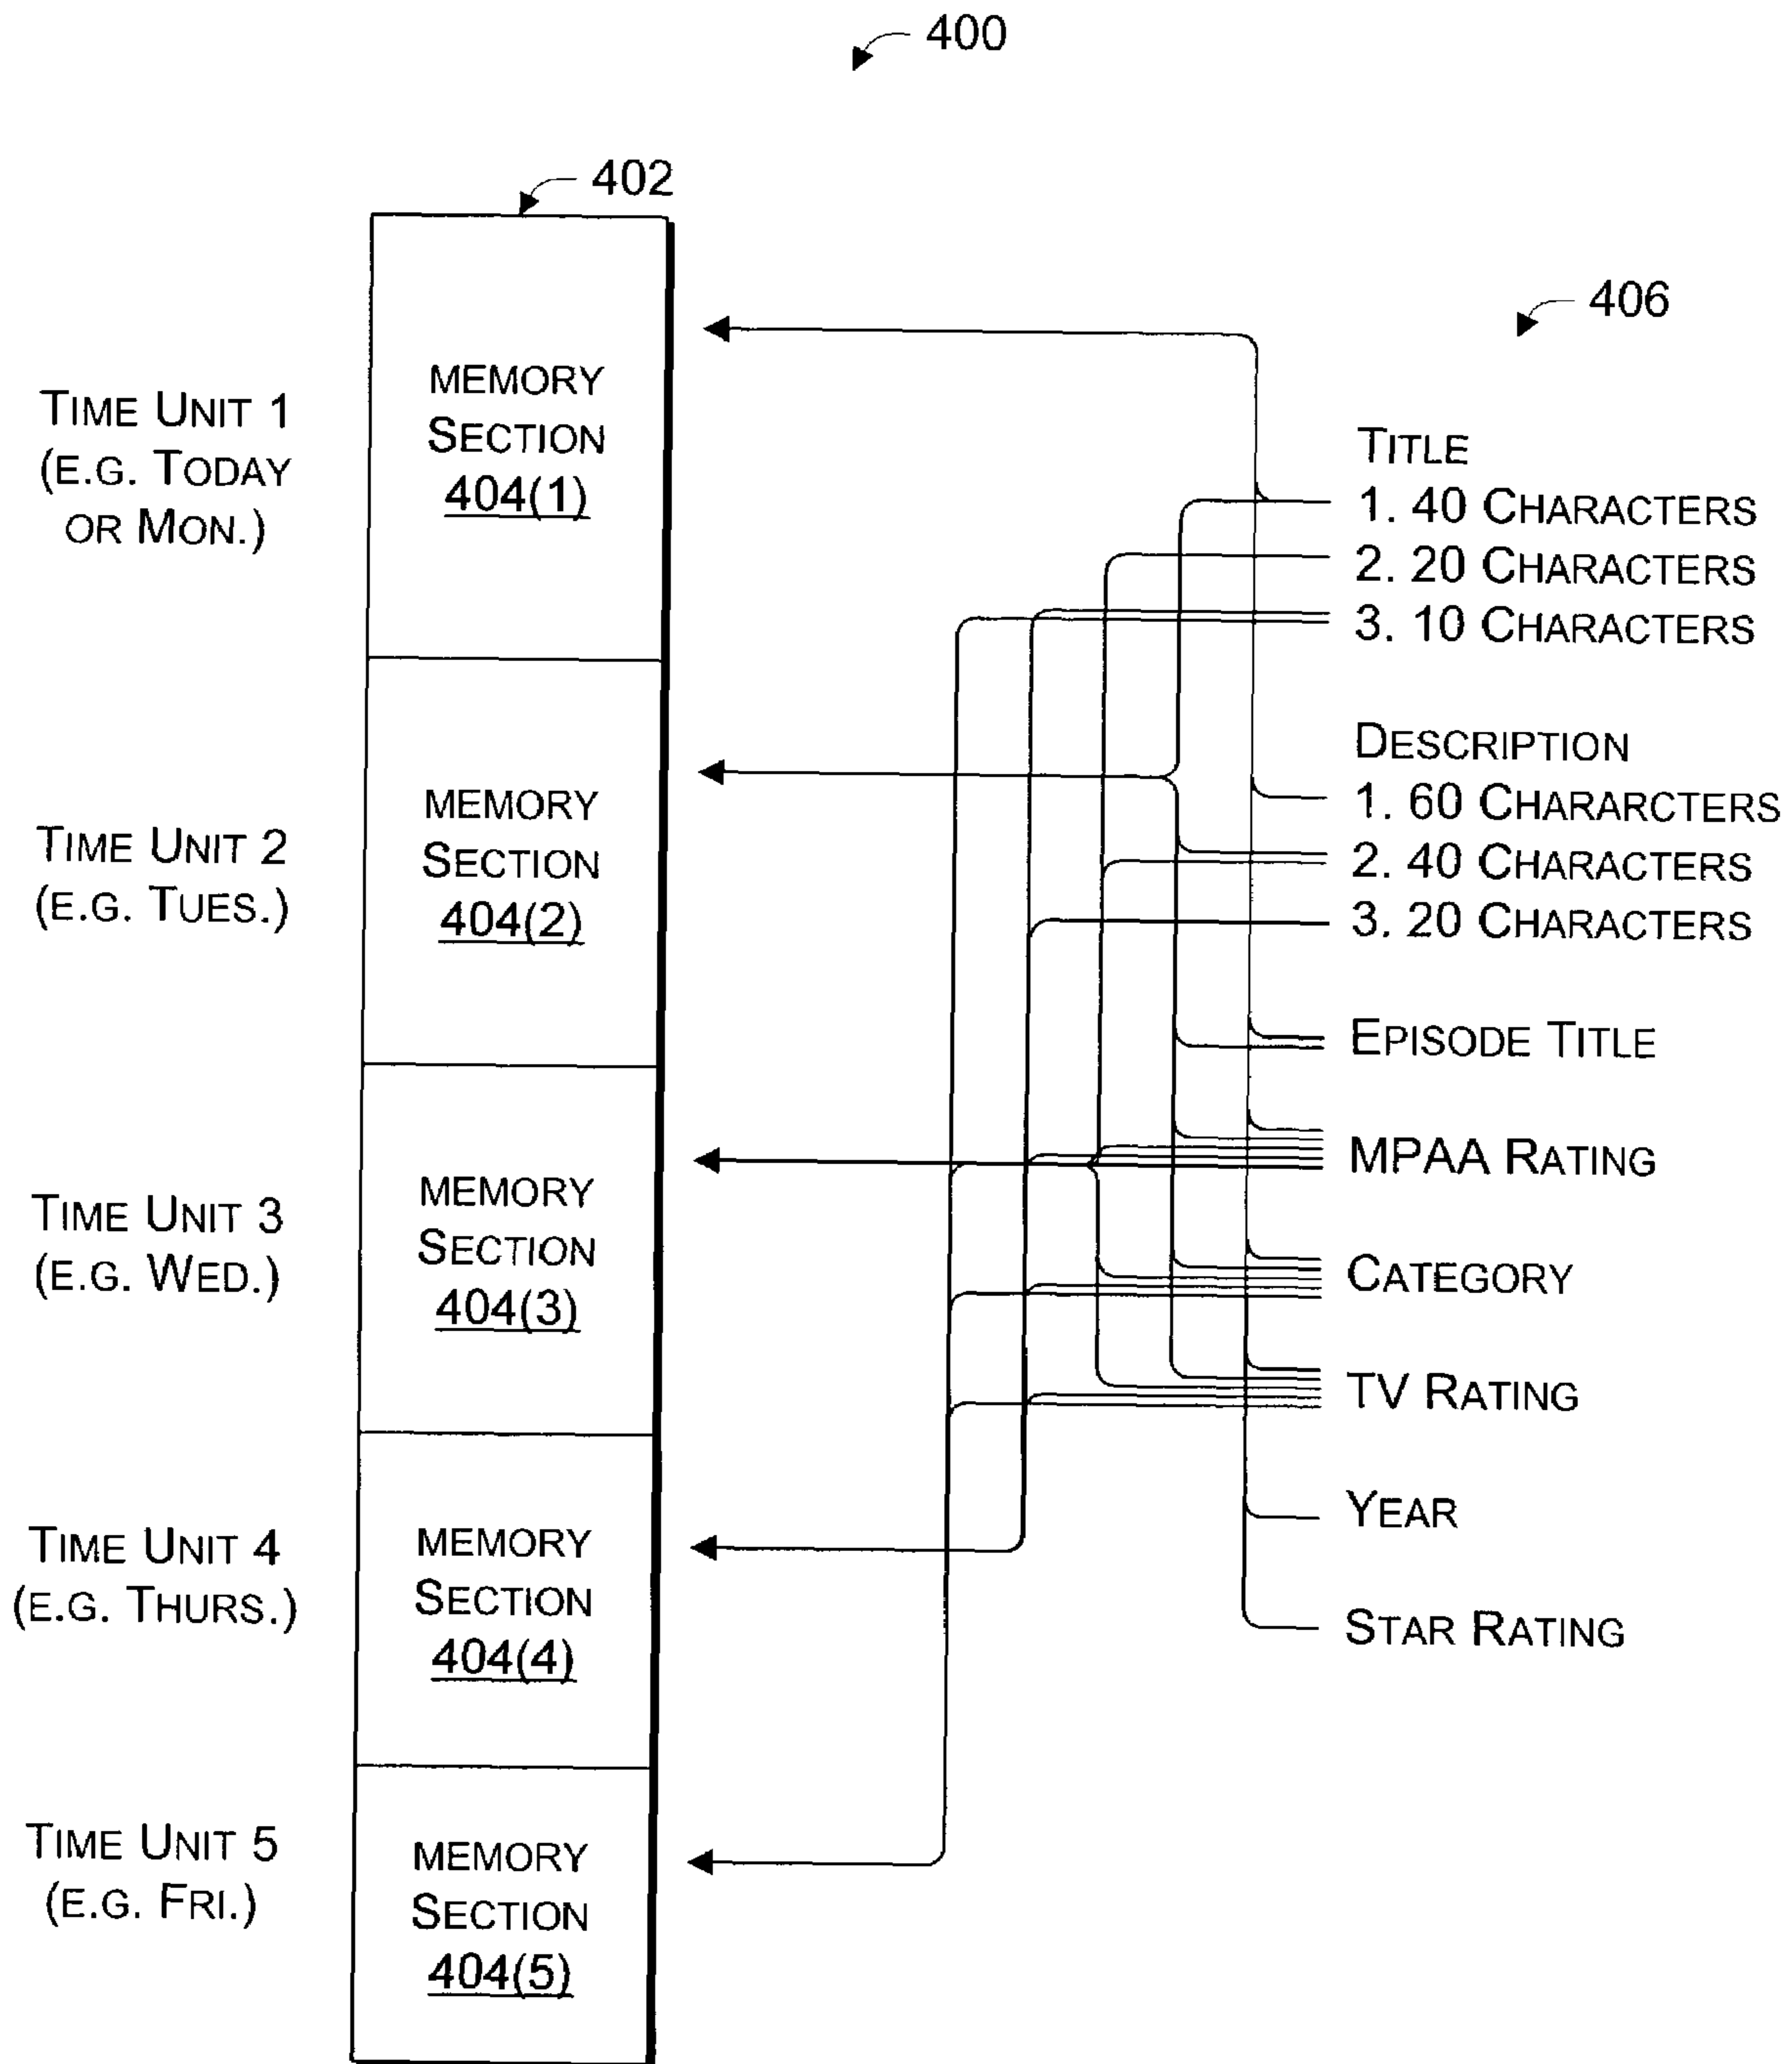 400
402
406
TIME UNIT 1
(E.G. TODAY
OR MON.)
MEMORY
SECTION
404(1)
TIME UNIT 2
(E.G. TUES.)
MEMORY
SECTION
404(2)
TIME UNIT 3
(E.G. WED.)
MEMORY
SECTION
404(3)
TIME UNIT 4
(E.G. THURS.)
MEMORY
SECTION
404(4)
TIME UNIT 5
(E.G. FRI.)
MEMORY
SECTION
404(5)
TITLE
1. 40 CHARACTERS
2. 20 CHARACTERS
3. 10 CHARACTERS
DESCRIPTION
1. 60 CHARARCTERS
2. 40 CHARACTERS
3. 20 CHARACTERS
EPISODE TITLE
MPAA RATING
CATEGORY
TV RATING
YEAR
STAR RATING